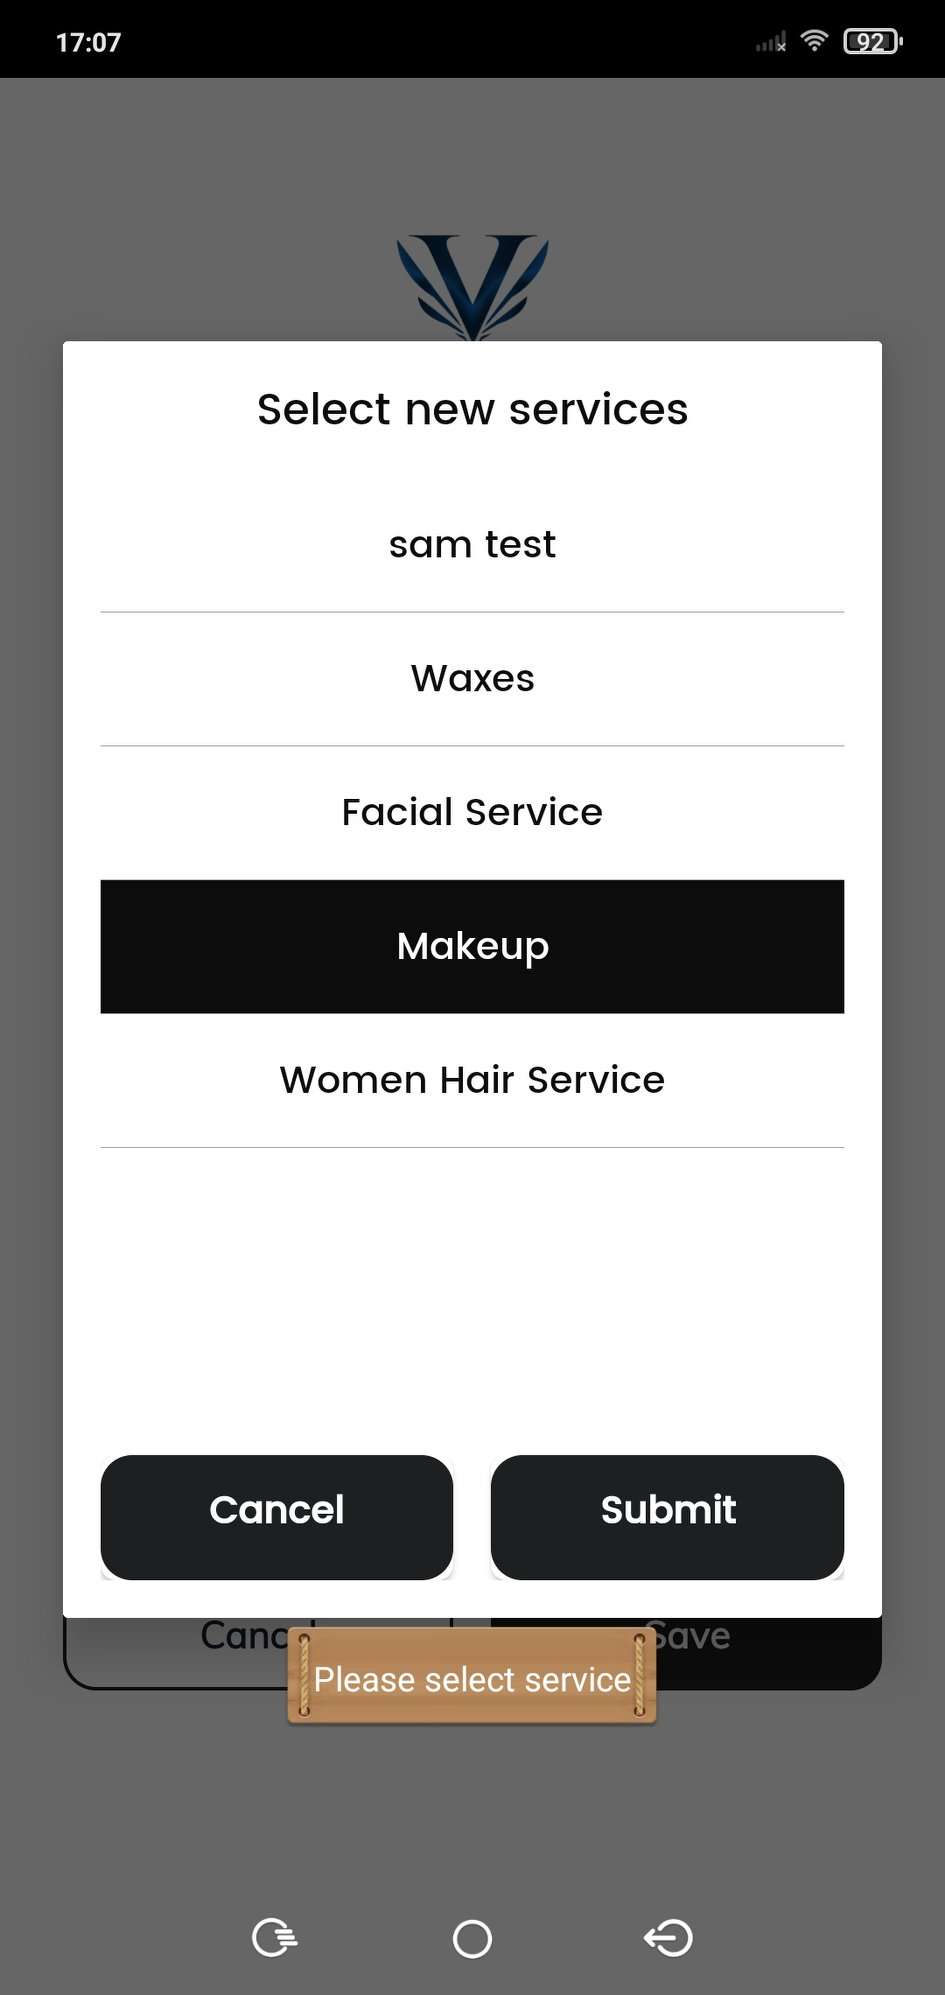 17:07
92
V
Select new services
sam test
Waxes
Facial Service
Makeup
Women Hair Service
Cancel
Submit
Save
Please select service